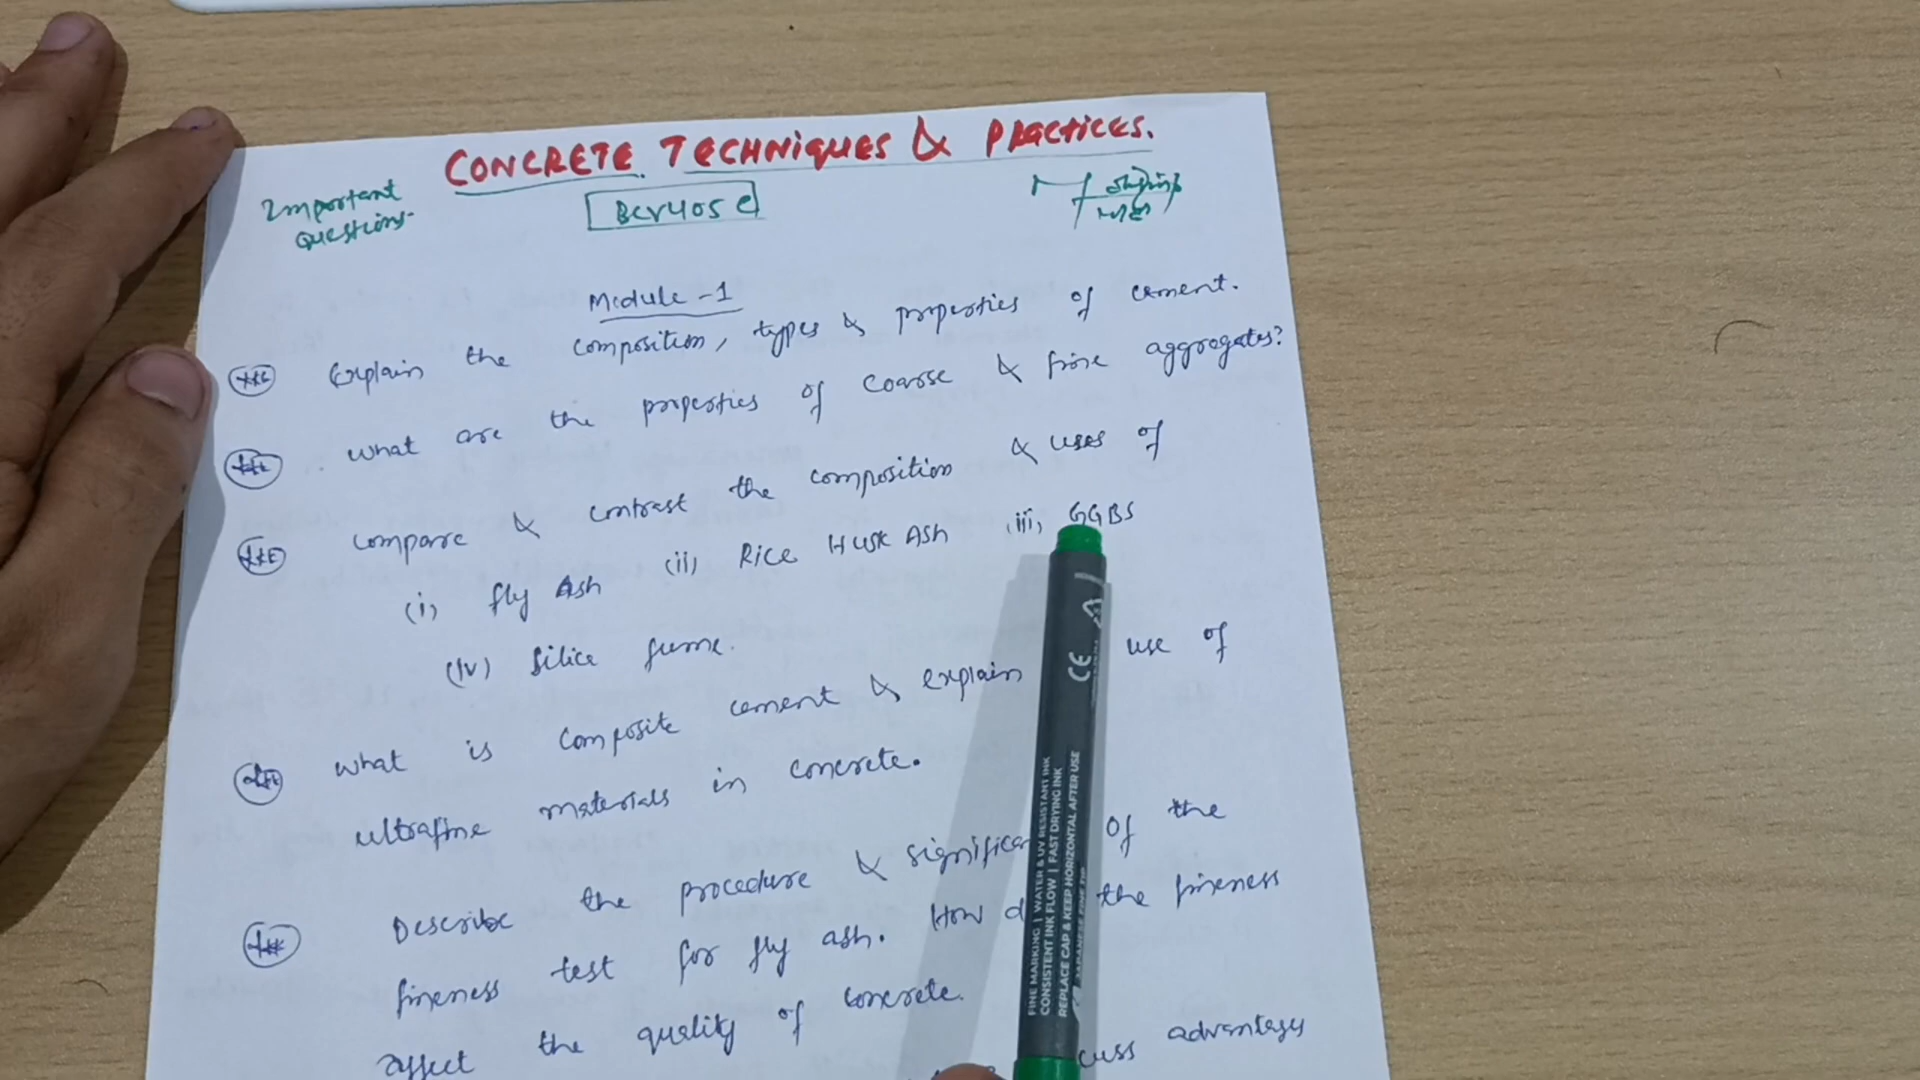 CONCRETE TECHNIQUES & PRACTICES.
Important
Questions
BCV405C
Module -1
Explain the composition, types & properties of cement.
What are the properties of coarse & fine aggregates?
Compare & contrast the composition & uses of
(i) fly Ash (ii) Rice Husk Ash (iii) GGBS
(iv) Silica fume.
What is composite cement & explain use of
ultrafine materials in concrete.
Describe the procedure & of the
fineness test for fly ash. How the fineness
affect the quality of concrete.
advantages
CE
FINE MARKING | WATER & UV RESISTANT INK
CONSISTENT INK FLOW | FAST DRYING INK
REPLACE CAP & KEEP HORIZONTAL AFTER USE